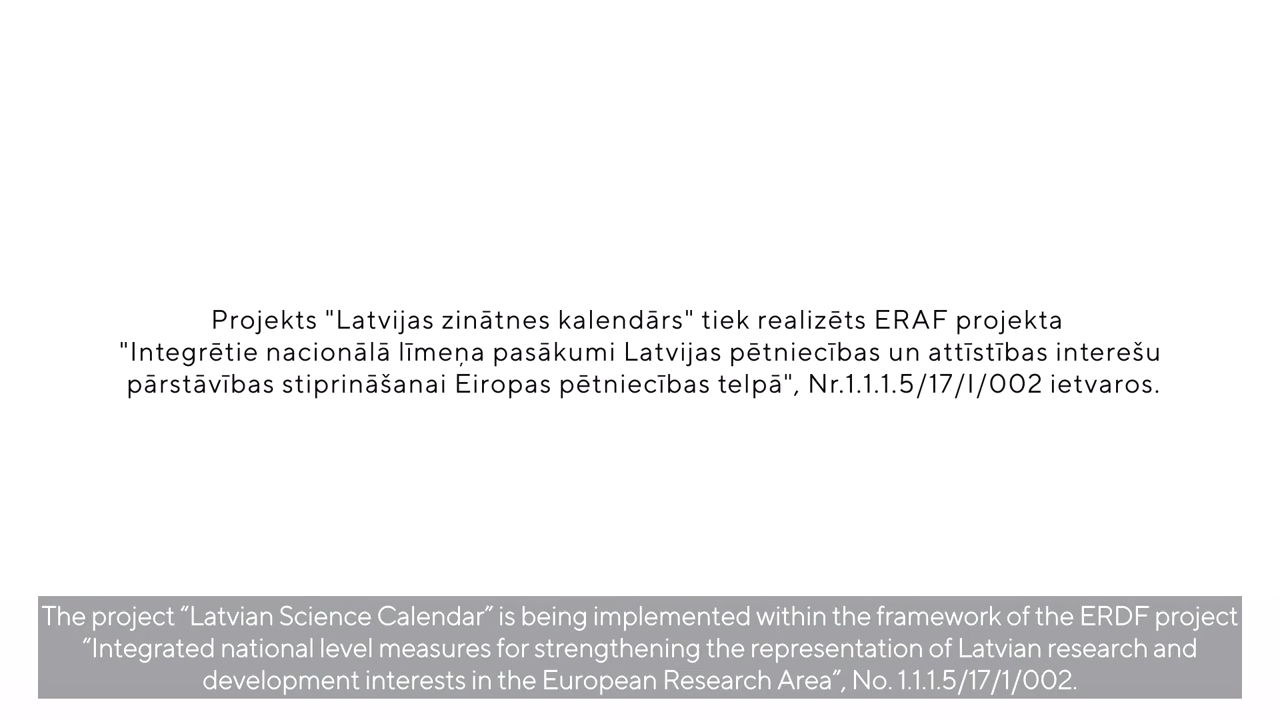 Projekts "Latvijas zinātnes kalendārs" tiek realizēts ERAF projekta
"Integrētie nacionālā līmeņa pasākumi Latvijas pētniecības un attīstības interešu
pārstāvības stiprināšanai Eiropas pētniecības telpā", Nr.1.1.1.5/17/I/002 ietvaros.
The project “Latvian Science Calendar” is being implemented within the framework of the ERDF project
“Integrated national level measures for strengthening the representation of Latvian research and
development interests in the European Research Area”, No. 1.1.1.5/17/1/002.